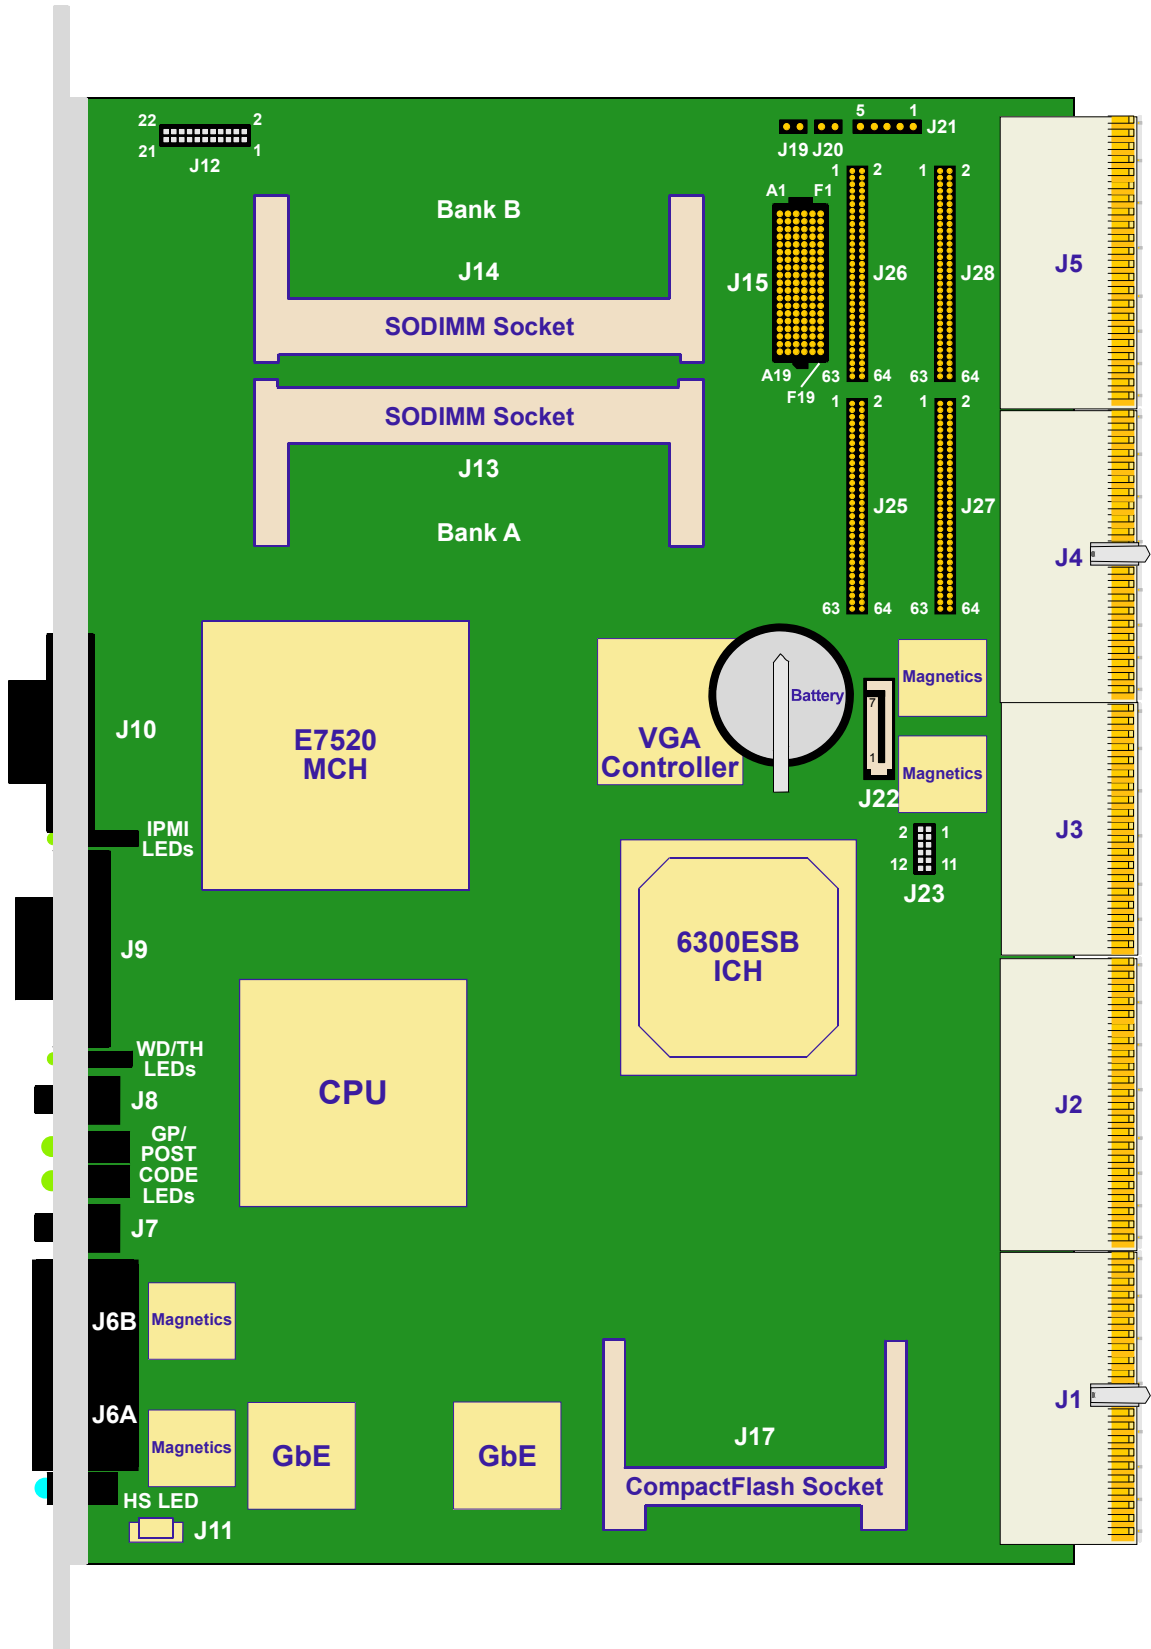 22
2
21
1
J12
5
1
J21
J19
J20
1
2
1
2
A1
F1
Bank B
J14
J15
J26
J28
J5
SODIMM Socket
A19
F19
63
64
63
64
1
2
1
2
SODIMM Socket
J13
Bank A
J25
J27
J4
63
64
63
64
J10
E7520
MCH
VGA
Controller
Battery
7
1
J22
Magnetics
Magnetics
IPMI
LEDs
2
1
12
11
J23
J3
J9
6300ESB
ICH
WD/TH
LEDs
J8
CPU
J2
GP/
POST
CODE
LEDs
J7
J6B
Magnetics
J6A
Magnetics
GbE
GbE
J17
CompactFlash Socket
J1
HS LED
J11